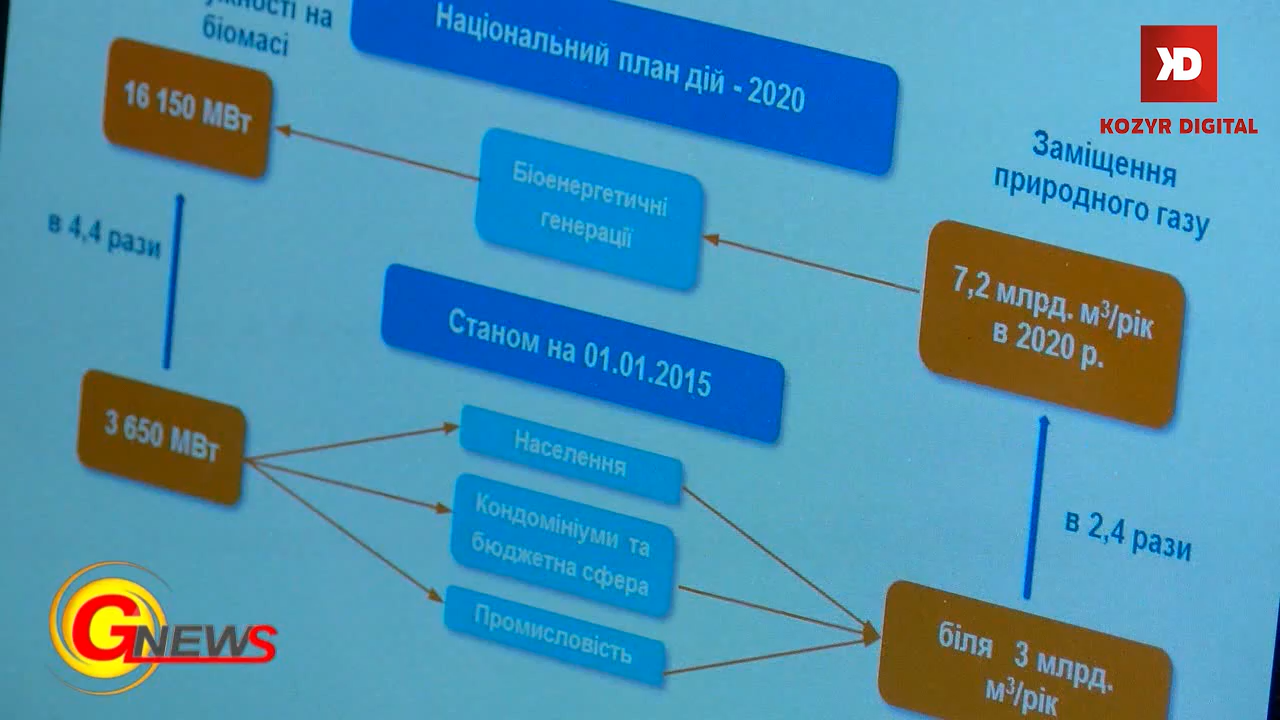 на
біомасі
Національний план дій - 2020
KD
KOZYR DIGITAL
16 150 МВт
Біоенергетичні
генерації
Заміщення
природного газу
в 4,4 рази
7,2 млрд. м³/рік
в 2020 р.
Станом на 01.01.2015
3 650 МВт
Населення
Кондомініуми та
бюджетна сфера
Промисловість
в 2,4 рази
біля 3 млрд.
м³/рік
GNEWS